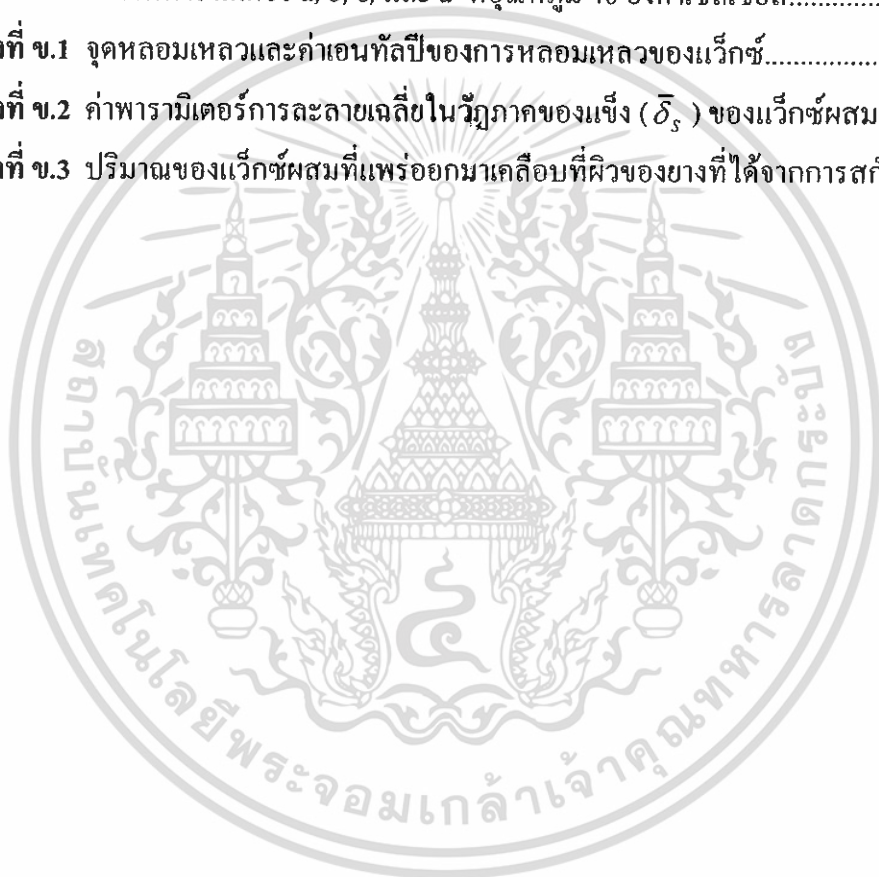 ที่ ข.1 จุดหลอมเหลวและค่าเอนทัลปีของการหลอมเหลวของแว็กซ์................
ที่ ข.2 ค่าพารามิเตอร์การละลายเฉลี่ยในวัฏภาคของแข็ง ( δ̅ₛ ) ของแว็กซ์ผสม
ที่ ข.3 ปริมาณของแว็กซ์ผสมที่แพร่ออกมาเคลือบที่ผิวของยางที่ได้จากการสกั
สถาบันเทคโนโลยีพระจอมเกล้าเจ้าคุณทหารลาดกระบัง
๔